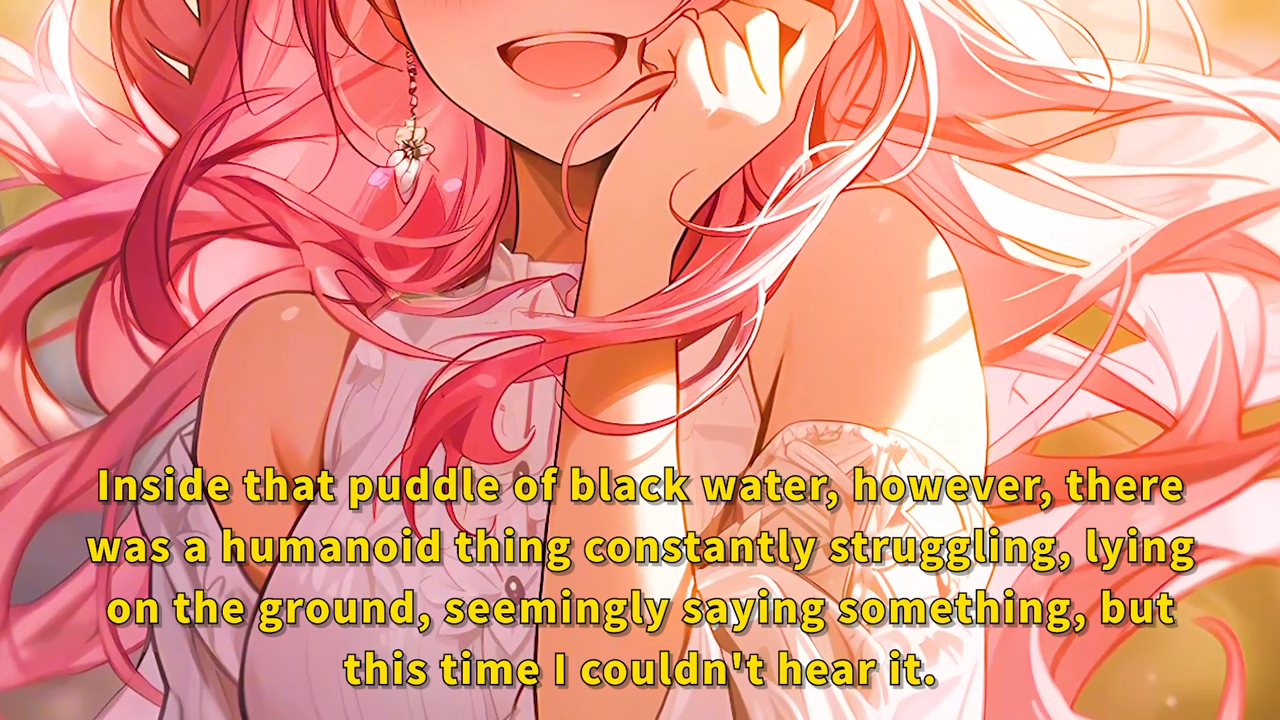 Inside that puddle of black water, however, there
was a humanoid thing constantly struggling, lying
on the ground, seemingly saying something, but
this time I couldn't hear it.